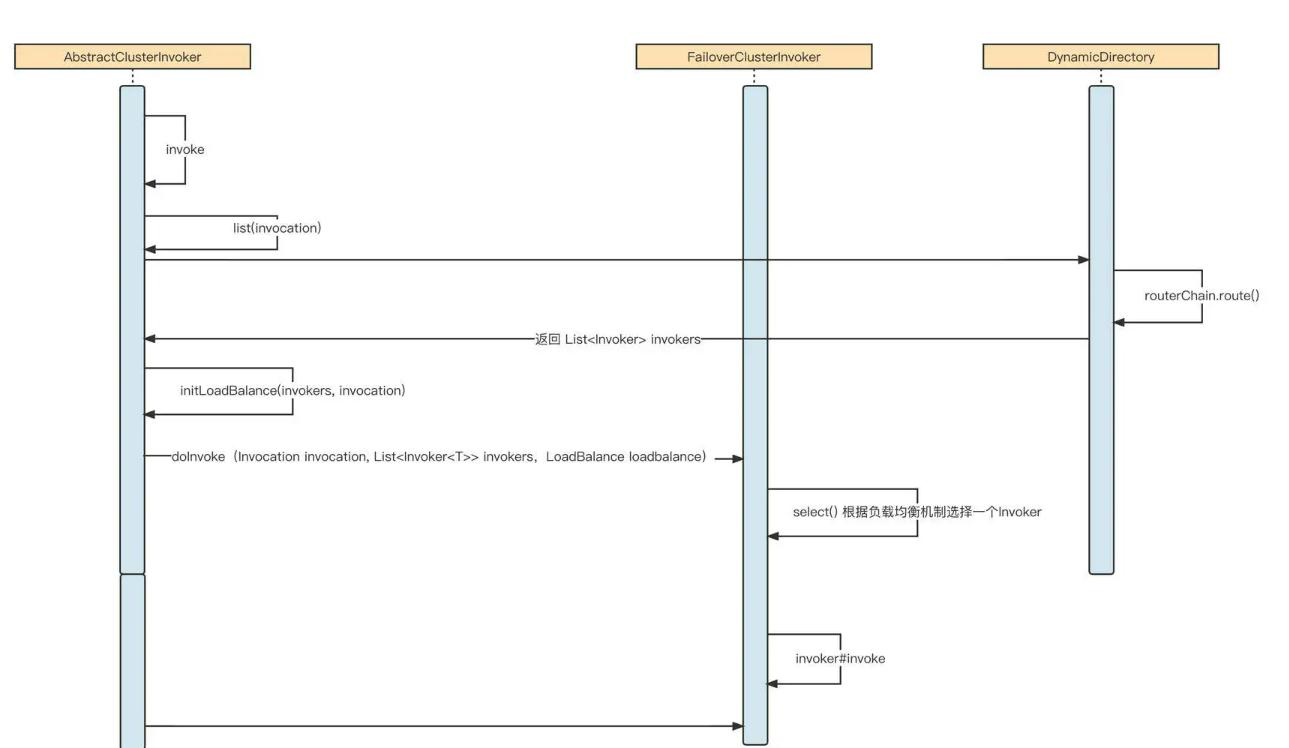 AbstractClusterInvoker
FailoverClusterInvoker
DynamicDirectory
invoke
list(invocation)
routerChain.route()
返回 List<Invoker> invokers
initLoadBalance(invokers, invocation)
doInvoke（Invocation invocation, List<Invoker<T>> invokers，LoadBalance loadbalance）
select() 根据负载均衡机制选择一个Invoker
invoker#invoke